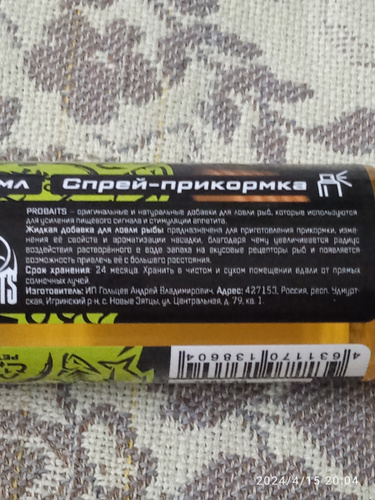 мл Спрей-прикормка
PROBAITS - оригинальные и натуральные добавки для ловли рыб, которые используются
для усиления пищевого сигнала и стимуляции аппетита.
Жидкая добавка для ловли рыбы предназначена для приготовления прикормки, изме-
нения её свойств и ароматизации насадки, благодаря чему увеличивается радиус
воздействия растворённого в воде запаха на вкусовые рецепторы рыб и появляется
возможность привлечь её с большего расстояния.
Срок хранения: 24 месяца. Хранить в чистом и сухом помещении вдали от прямых
солнечных лучей.
Изготовитель: ИП Гольцев Андрей Владимирович. Адрес: 427153, Россия, респ. Удмурт-
ская, Игринский р-н, с. Новые Зятцы, ул. Центральная, д. 79, кв. 1.
4 631170 138604
2024/4/15 20:04